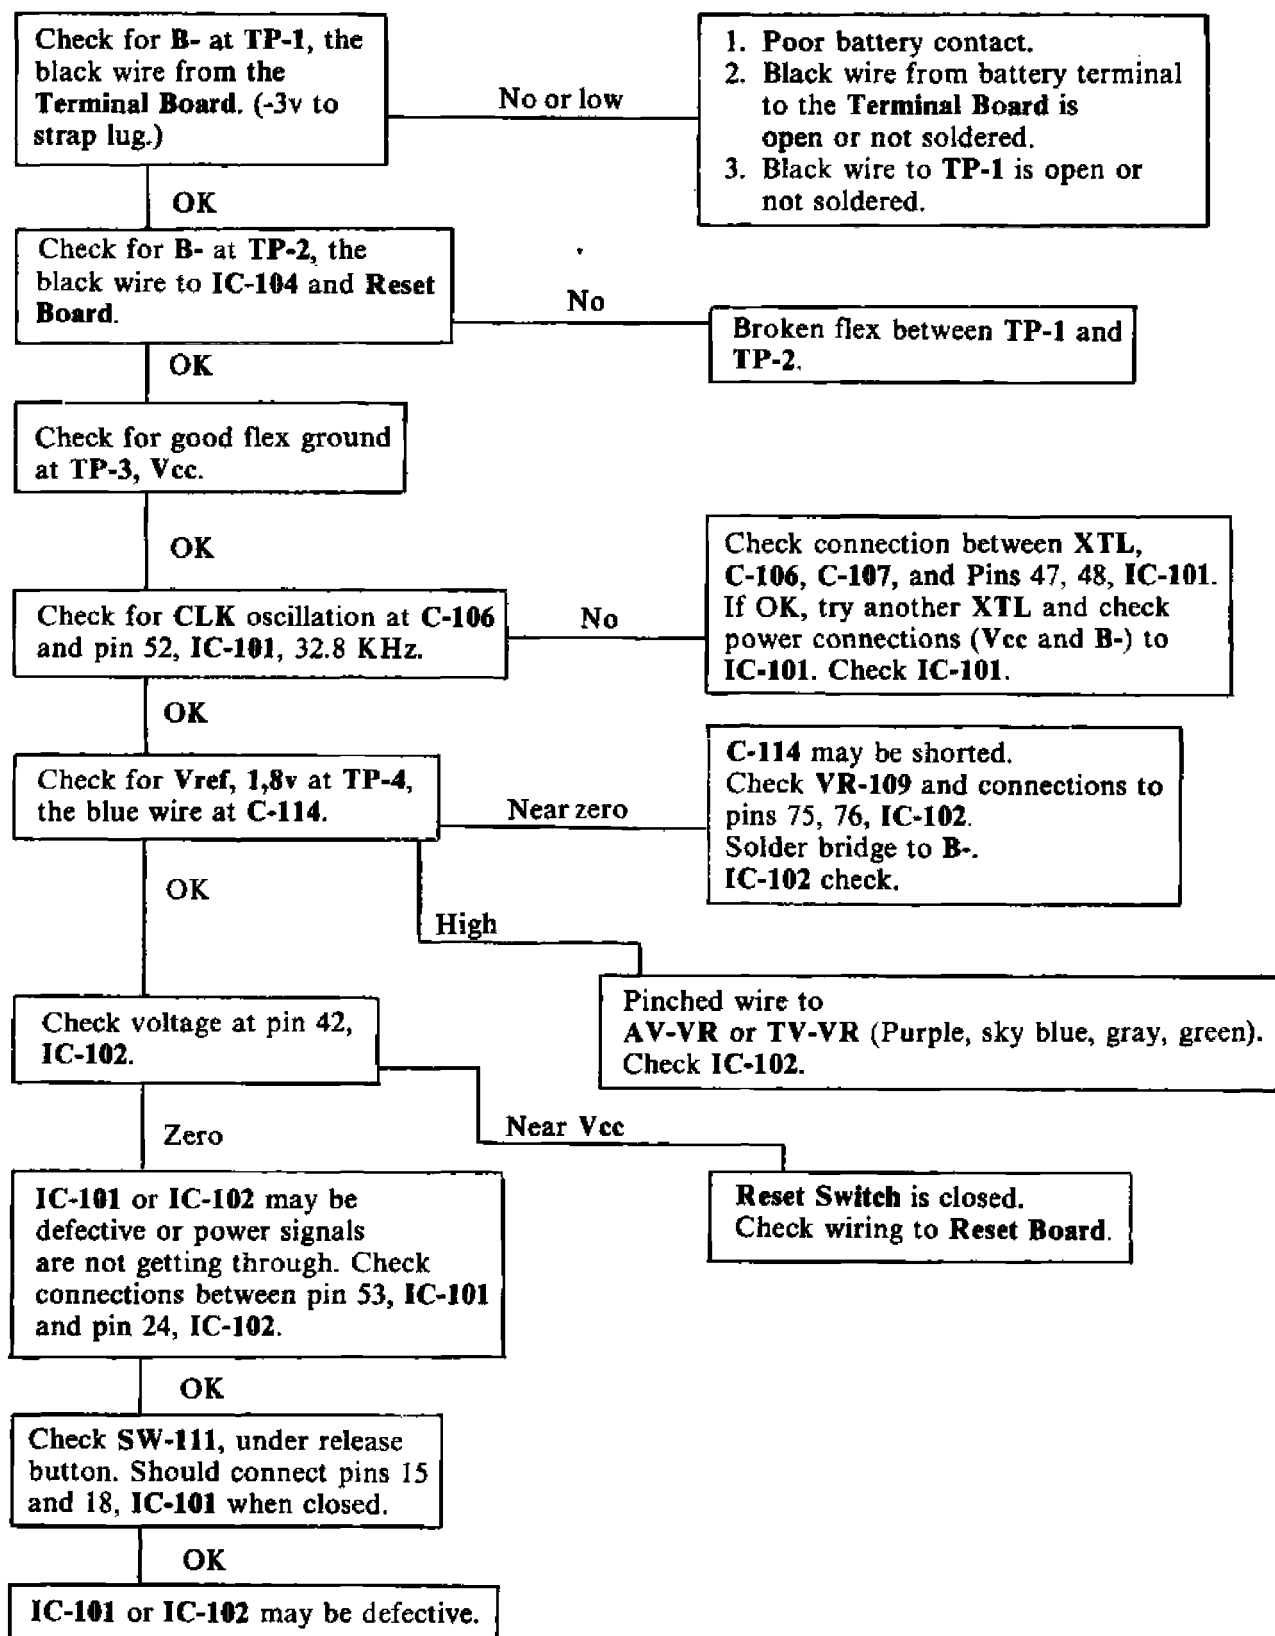 Check for B- at TP-1, the
black wire from the
Terminal Board. (-3v to
strap lug.)
No or low
1. Poor battery contact.
2. Black wire from battery terminal
to the Terminal Board is
open or not soldered.
3. Black wire to TP-1 is open or
not soldered.
OK
Check for B- at TP-2, the
black wire to IC-104 and Reset
Board.
No
Broken flex between TP-1 and
TP-2.
OK
Check for good flex ground
at TP-3, Vcc.
OK
Check for CLK oscillation at C-106
and pin 52, IC-101, 32.8 KHz.
No
Check connection between XTL,
C-106, C-107, and Pins 47, 48, IC-101.
If OK, try another XTL and check
power connections (Vcc and B-) to
IC-101. Check IC-101.
OK
Check for Vref, 1,8v at TP-4,
the blue wire at C-114.
Near zero
C-114 may be shorted.
Check VR-109 and connections to
pins 75, 76, IC-102.
Solder bridge to B-.
IC-102 check.
OK
High
Pinched wire to
AV-VR or TV-VR (Purple, sky blue, gray, green).
Check IC-102.
Check voltage at pin 42,
IC-102.
Zero
Near Vcc
Reset Switch is closed.
Check wiring to Reset Board.
IC-101 or IC-102 may be
defective or power signals
are not getting through. Check
connections between pin 53, IC-101
and pin 24, IC-102.
OK
Check SW-111, under release
button. Should connect pins 15
and 18, IC-101 when closed.
OK
IC-101 or IC-102 may be defective.